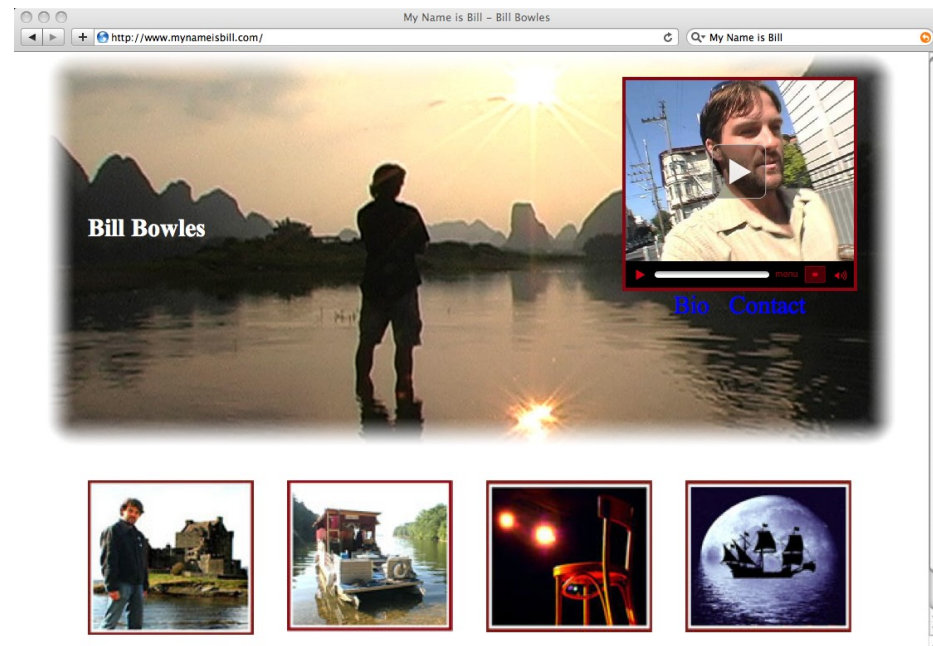 My Name is Bill – Bill Bowles
http://www.mynameisbill.com/
My Name is Bill
Bill Bowles
menu
Bio Contact